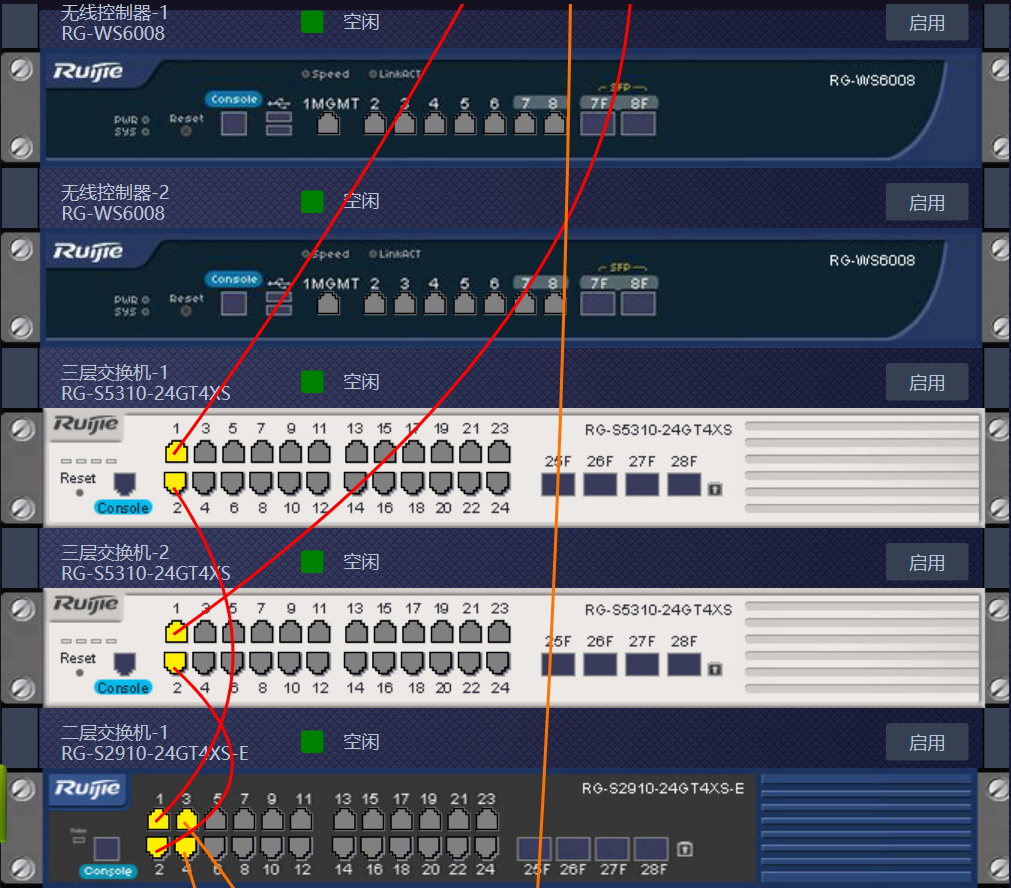 无线控制器-1
RG-WS6008
空闲
启用
Ruijie
Speed LinkACT
RG-WS6008
Console
SFP
1MGMT 2 3 4 5 6 7 8 7F 8F
PWR
SYS
Reset
无线控制器-2
RG-WS6008
空闲
启用
Ruijie
Speed LinkACT
RG-WS6008
Console
SFP
1MGMT 2 3 4 5 6 7 8 7F 8F
PWR
SYS
Reset
三层交换机-1
RG-S5310-24GT4XS
空闲
启用
Ruijie
1 3 5 7 9 11 13 15 17 19 21 23
RG-S5310-24GT4XS
25F 26F 27F 28F
Reset
Console
2 4 6 8 10 12 14 16 18 20 22 24
三层交换机-2
RG-S5310-24GT4XS
空闲
启用
Ruijie
1 3 5 7 9 11 13 15 17 19 21 23
RG-S5310-24GT4XS
25F 26F 27F 28F
Reset
Console
2 4 6 8 10 12 14 16 18 20 22 24
二层交换机-1
RG-S2910-24GT4XS-E
空闲
启用
Ruijie
RG-S2910-24GT4XS-E
1 3 5 7 9 11 13 15 17 19 21 23
Console
2 4 6 8 10 12 14 16 18 20 22 24 25F 26F 27F 28F